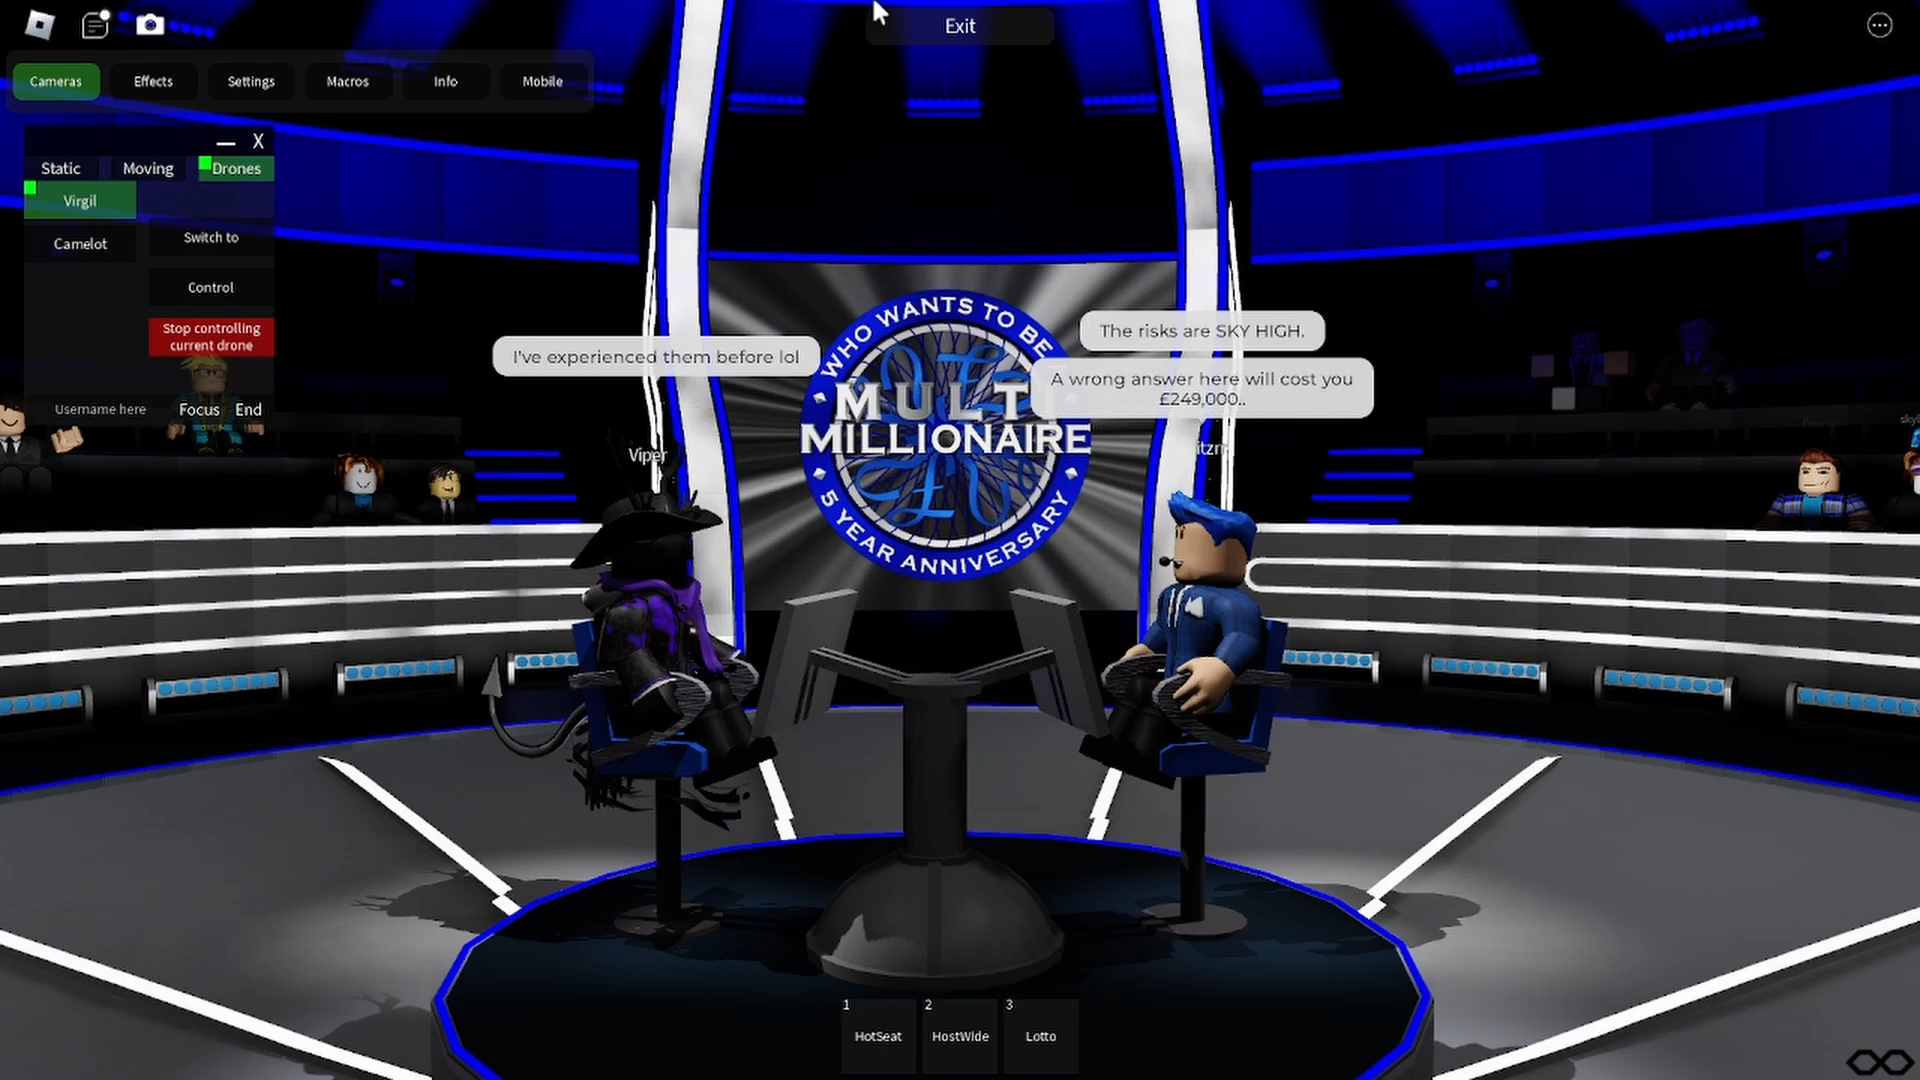 Exit
Cameras
Effects
Settings
Macros
Info
Mobile
X
Static
Moving
Drones
Virgil
Camelot
Switch to
Control
Stop controlling
current drone
Username here
Focus
End
I've experienced them before lol
The risks are SKY HIGH.
A wrong answer here will cost you
£249,000..
WHO WANTS TO BE
MULTI
MILLIONAIRE
5 YEAR ANNIVERSARY
Viper
1
HotSeat
2
HostWide
3
Lotto